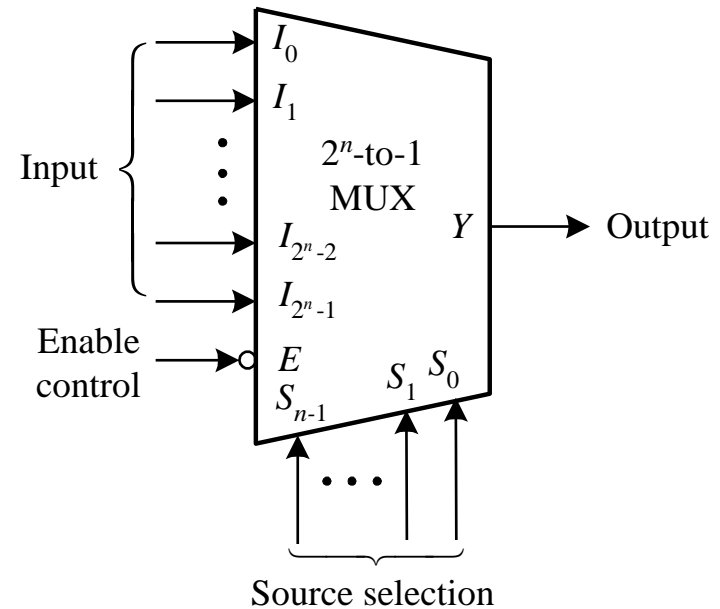 I₀
I₁
Input
2ⁿ-to-1
MUX
Y
Output
I₂ⁿ₋₂
I₂ⁿ₋₁
Enable
control
E
Sₙ₋₁
S₁
S₀
Source selection